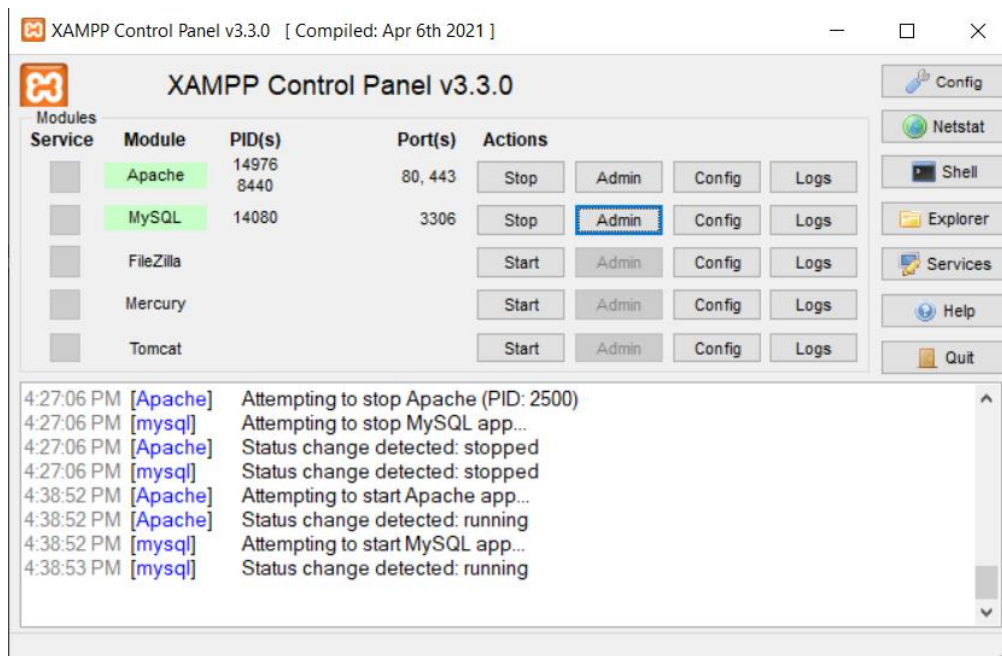 XAMPP Control Panel v3.3.0 [ Compiled: Apr 6th 2021 ]
XAMPP Control Panel v3.3.0
Config
Modules
Netstat
Service Module PID(s) Port(s) Actions
Apache 14976 8440 80, 443 Stop Admin Config Logs
Shell
MySQL 14080 3306 Stop Admin Config Logs
Explorer
FileZilla Start Admin Config Logs
Services
Mercury Start Admin Config Logs
Help
Tomcat Start Admin Config Logs
Quit
4:27:06 PM [Apache] Attempting to stop Apache (PID: 2500)
4:27:06 PM [mysql] Attempting to stop MySQL app...
4:27:06 PM [Apache] Status change detected: stopped
4:27:06 PM [mysql] Status change detected: stopped
4:38:52 PM [Apache] Attempting to start Apache app...
4:38:52 PM [Apache] Status change detected: running
4:38:52 PM [mysql] Attempting to start MySQL app...
4:38:53 PM [mysql] Status change detected: running